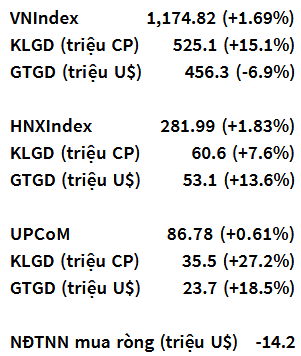 VNIndex 1,174.82 (+1.69%)
KLGD (triệu CP) 525.1 (+15.1%)
GTGD (triệu U$) 456.3 (-6.9%)
HNXIndex 281.99 (+1.83%)
KLGD (triệu CP) 60.6 (+7.6%)
GTGD (triệu U$) 53.1 (+13.6%)
UPCoM 86.78 (+0.61%)
KLGD (triệu CP) 35.5 (+27.2%)
GTGD (triệu U$) 23.7 (+18.5%)
NĐTNN mua ròng (triệu U$) -14.2